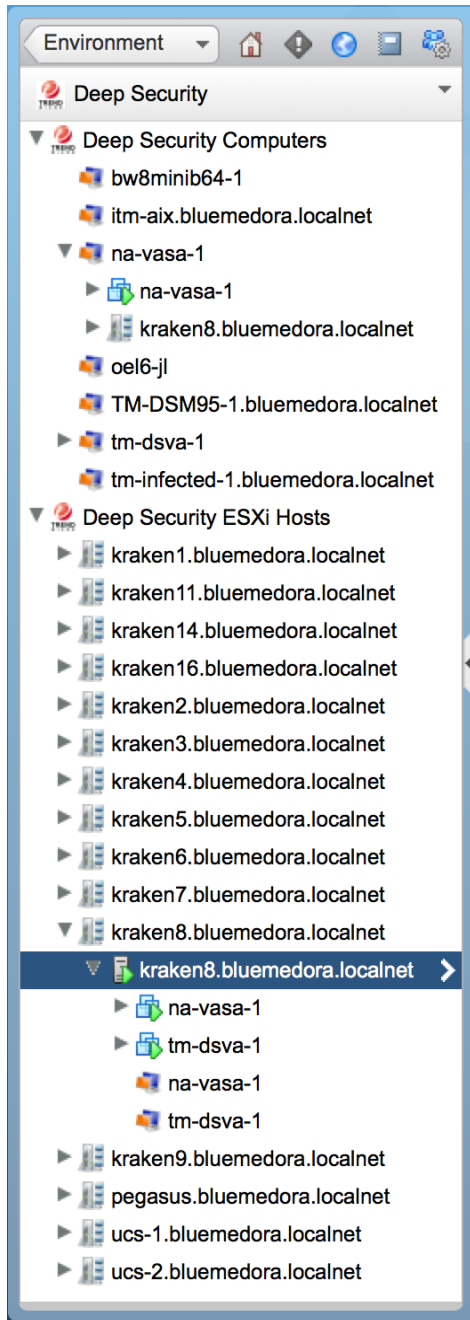 Environment
Deep Security
Deep Security Computers
bw8minib64-1
itm-aix.bluemedora.localnet
na-vasa-1
na-vasa-1
kraken8.bluemedora.localnet
oel6-jl
TM-DSM95-1.bluemedora.localnet
tm-dsva-1
tm-infected-1.bluemedora.localnet
Deep Security ESXi Hosts
kraken1.bluemedora.localnet
kraken11.bluemedora.localnet
kraken14.bluemedora.localnet
kraken16.bluemedora.localnet
kraken2.bluemedora.localnet
kraken3.bluemedora.localnet
kraken4.bluemedora.localnet
kraken5.bluemedora.localnet
kraken6.bluemedora.localnet
kraken7.bluemedora.localnet
kraken8.bluemedora.localnet
kraken8.bluemedora.localnet
na-vasa-1
tm-dsva-1
na-vasa-1
tm-dsva-1
kraken9.bluemedora.localnet
pegasus.bluemedora.localnet
ucs-1.bluemedora.localnet
ucs-2.bluemedora.localnet